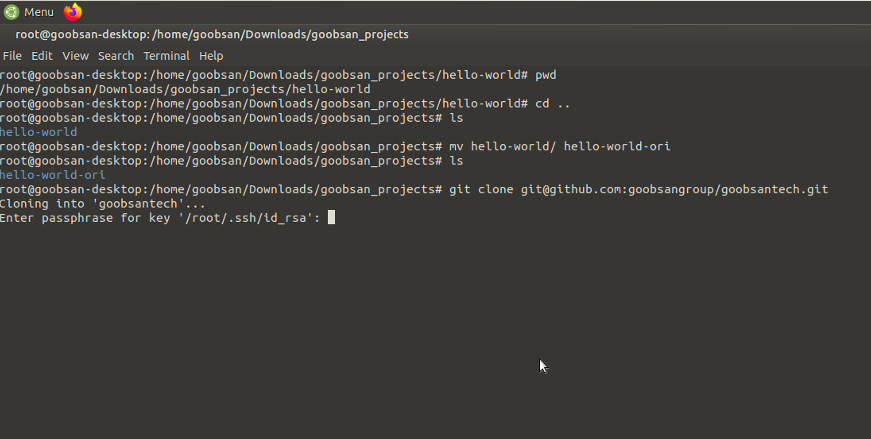 Menu
root@goobsan-desktop:/home/goobsan/Downloads/goobsan_projects
File Edit View Search Terminal Help
root@goobsan-desktop:/home/goobsan/Downloads/goobsan_projects/hello-world# pwd
/home/goobsan/Downloads/goobsan_projects/hello-world
root@goobsan-desktop:/home/goobsan/Downloads/goobsan_projects/hello-world# cd ..
root@goobsan-desktop:/home/goobsan/Downloads/goobsan_projects# ls
hello-world
root@goobsan-desktop:/home/goobsan/Downloads/goobsan_projects# mv hello-world/ hello-world-ori
root@goobsan-desktop:/home/goobsan/Downloads/goobsan_projects# ls
hello-world-ori
root@goobsan-desktop:/home/goobsan/Downloads/goobsan_projects# git clone git@github.com:goobsangroup/goobsantech.git
Cloning into 'goobsantech'...
Enter passphrase for key '/root/.ssh/id_rsa':